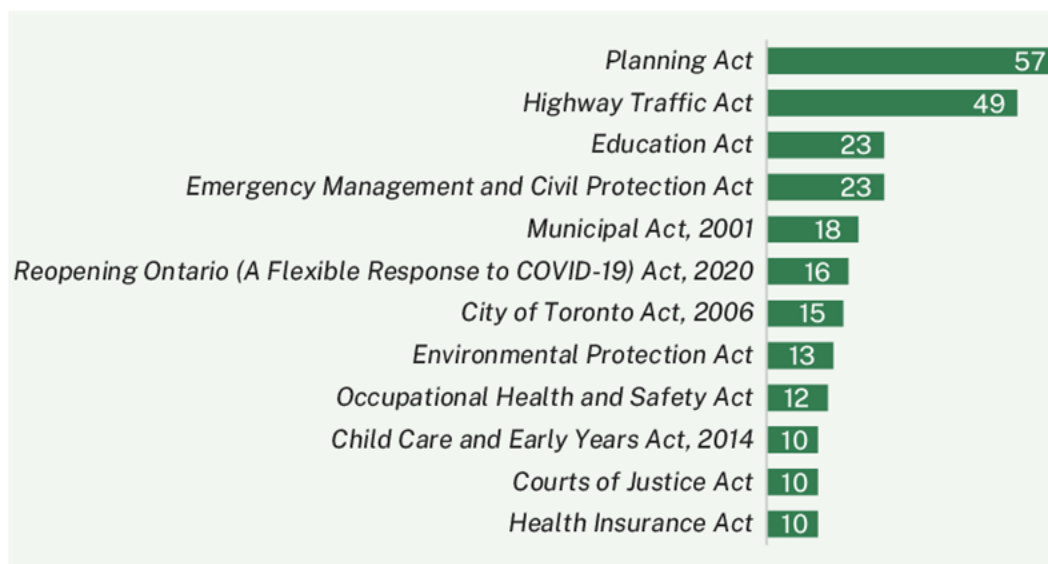 Planning Act 57
Highway Traffic Act 49
Education Act 23
Emergency Management and Civil Protection Act 23
Municipal Act, 2001 18
Reopening Ontario (A Flexible Response to COVID-19) Act, 2020 16
City of Toronto Act, 2006 15
Environmental Protection Act 13
Occupational Health and Safety Act 12
Child Care and Early Years Act, 2014 10
Courts of Justice Act 10
Health Insurance Act 10